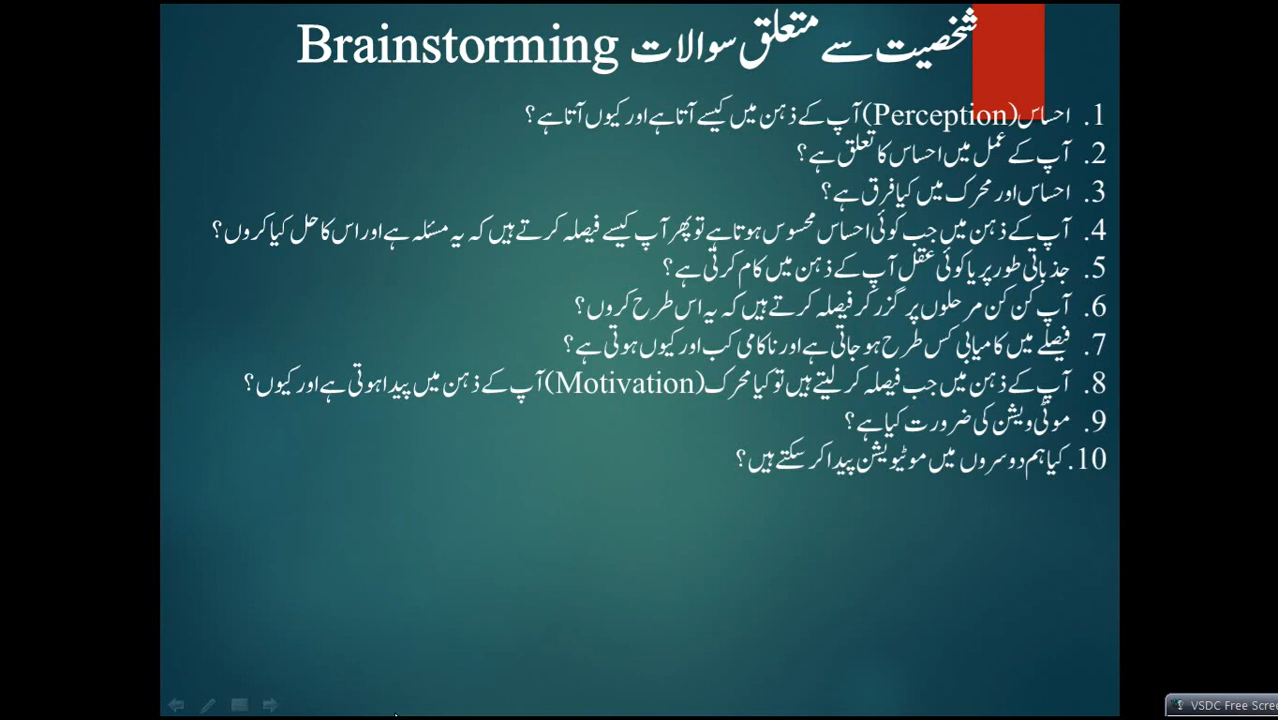 شخصیت سے متعلق سوالات Brainstorming
1. احساس(Perception) آپ کے ذہن میں کیسے آتا ہے اور کیوں آتا ہے؟
2. آپ کے عمل میں احساس کا تعلق ہے؟
3. احساس اور محرک میں کیا فرق ہے؟
4. آپ کے ذہن میں جب کوئی احساس محسوس ہوتا ہے تو پھر آپ کیسے فیصلہ کرتے ہیں کہ یہ مسئلہ ہے اور اس کا حل کیا کروں؟
5. جذباتی طور پر یا کوئی عقل آپ کے ذہن میں کام کرتی ہے؟
6. آپ کن کن مرحلوں پر گزر کر فیصلہ کرتے ہیں کہ یہ اس طرح کروں؟
7. فیصلے میں کامیابی کس طرح ہو جاتی ہے اور ناکامی کب اور کیوں ہوتی ہے؟
8. آپ کے ذہن میں جب فیصلہ کر لیتے ہیں تو کیا محرک(Motivation) آپ کے ذہن میں پیدا ہوتی ہے اور کیوں؟
9. موٹی ویشن کی ضرورت کیا ہے؟
10. کیا ہم دوسروں میں موٹیویشن پیدا کر سکتے ہیں؟
VSDC Free Scre